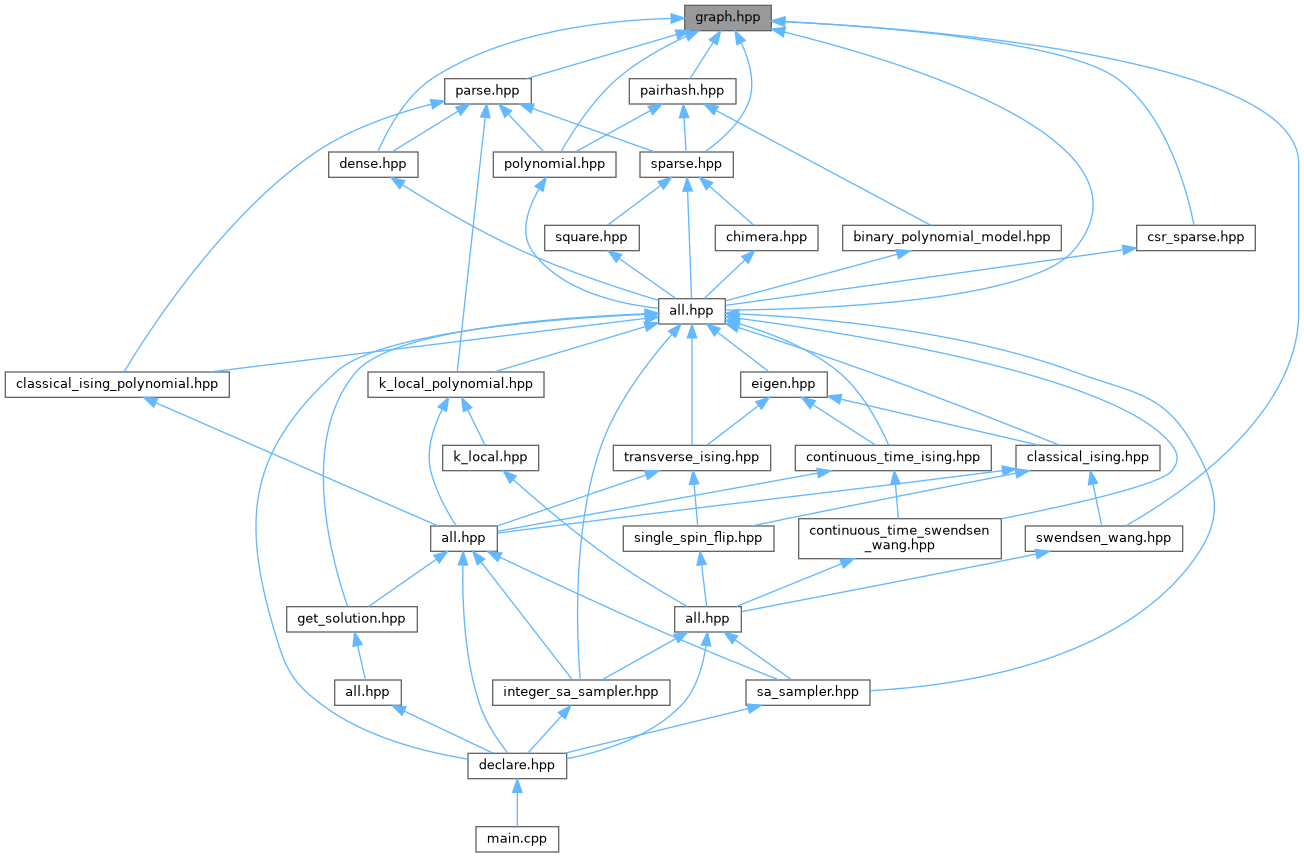 graph.hpp
parse.hpp
pairhash.hpp
dense.hpp
polynomial.hpp
sparse.hpp
square.hpp
chimera.hpp
binary_polynomial_model.hpp
csr_sparse.hpp
all.hpp
classical_ising_polynomial.hpp
k_local_polynomial.hpp
eigen.hpp
k_local.hpp
transverse_ising.hpp
continuous_time_ising.hpp
classical_ising.hpp
all.hpp
single_spin_flip.hpp
continuous_time_swendsen
_wang.hpp
swendsen_wang.hpp
get_solution.hpp
all.hpp
all.hpp
integer_sa_sampler.hpp
sa_sampler.hpp
declare.hpp
main.cpp